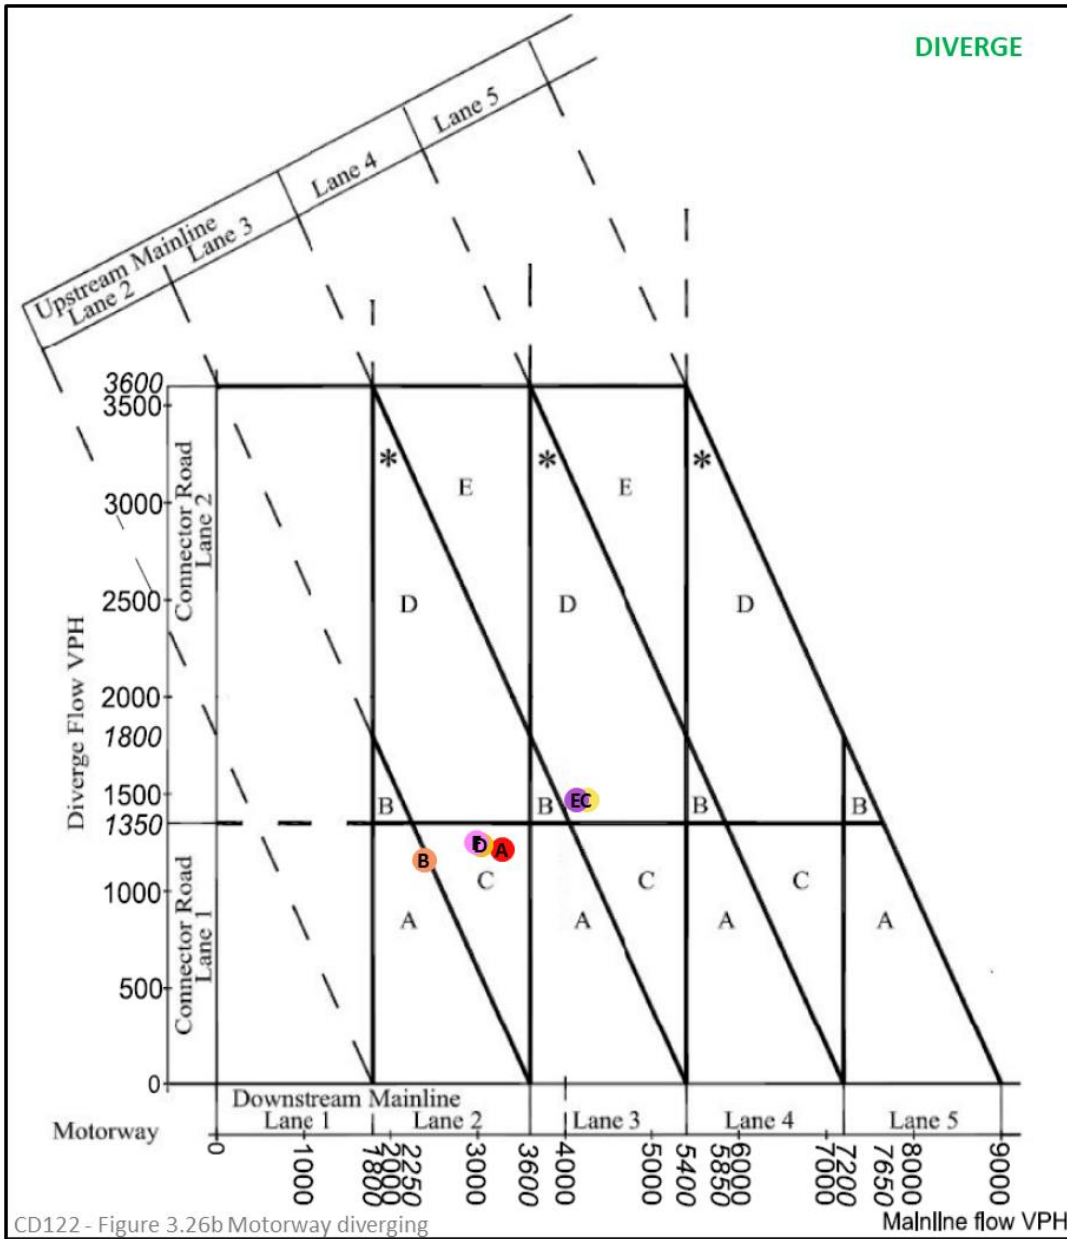 DIVERGE
Lane 5
Lane 4
Upstream Mainline
Lane 3
Lane 2
3600
3500
*
*
*
E
E
3000
Connector Road
Lane 2
2500
D
D
D
2000
1800
Diverge Flow VPH
1500
B
B
EC
B
B
1350
D
A
B
C
C
C
1000
A
A
A
A
Connector Road
Lane 1
500
0
Downstream Mainline
Lane 1
Lane 2
Lane 3
Lane 4
Lane 5
Motorway
0
1000
1800
2000
2250
3000
3600
4000
5000
5400
5850
6000
7000
7200
7650
8000
9000
CD122 - Figure 3.26b Motorway diverging
Mainline flow VPH